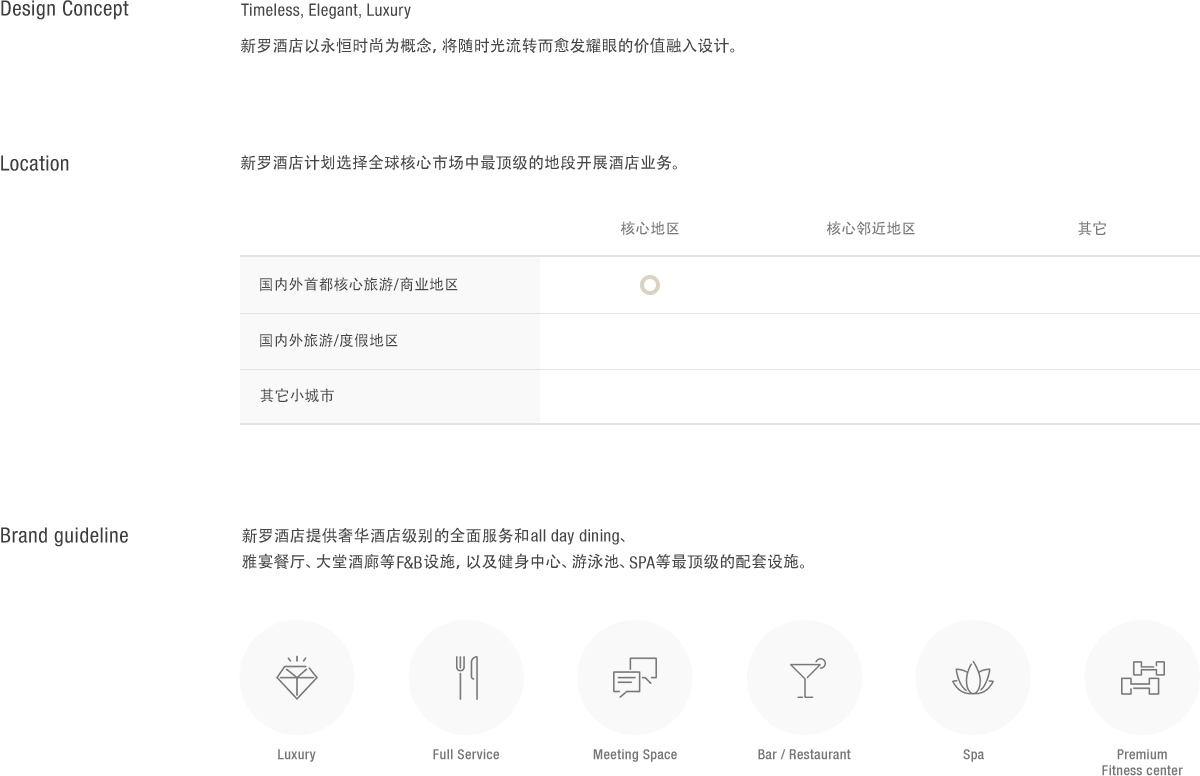 Design Concept
Timeless, Elegant, Luxury
新罗酒店以永恒时尚为概念, 将随时光流转而愈发耀眼的价值融入设计。
Location
新罗酒店计划选择全球核心市场中最顶级的地段开展酒店业务。
核心地区
核心邻近地区
其它
国内外首都核心旅游/商业地区
国内外旅游/度假地区
其它小城市
Brand guideline
新罗酒店提供奢华酒店级别的全面服务和all day dining、
雅宴餐厅、大堂酒廊等F&B设施, 以及健身中心、游泳池、SPA等最顶级的配套设施。
Luxury
Full Service
Meeting Space
Bar / Restaurant
Spa
Premium
Fitness center